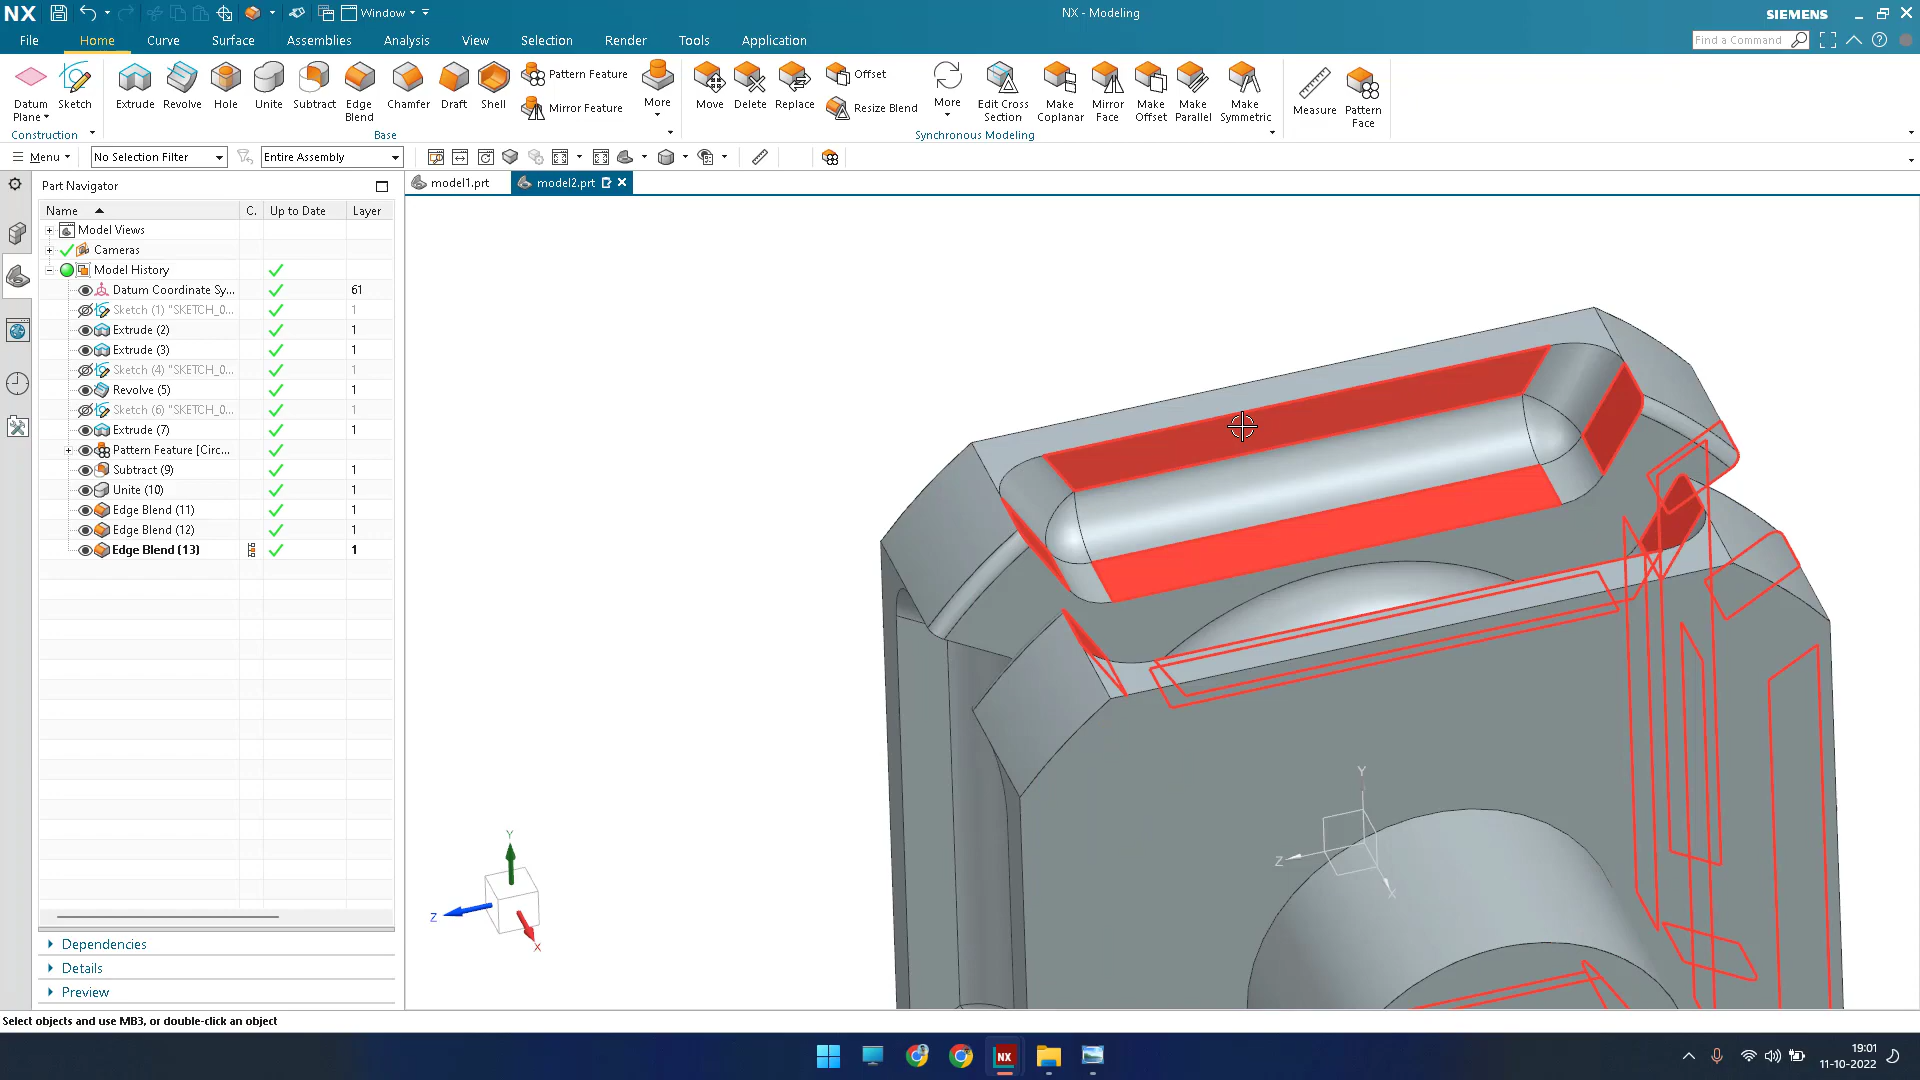 NX
Window
NX - Modeling
SIEMENS
File Home Curve Surface Assemblies Analysis View Selection Render Tools Application
Find a Command
Datum Plane
Sketch
Extrude
Revolve
Hole
Unite
Subtract
Edge Blend
Chamfer
Draft
Shell
Pattern Feature
Mirror Feature
More
Move
Delete
Replace
Offset
Resize Blend
More
Edit Cross Section
Make Coplanar
Mirror Face
Make Offset
Make Parallel
Make Symmetric
Measure
Pattern Face
Construction
Base
Synchronous Modeling
Menu
No Selection Filter
Entire Assembly
Part Navigator
model1.prt
model2.prt
Name C. Up to Date Layer
Model Views
Cameras
Model History
Datum Coordinate Sy... 61
Sketch (1) "SKETCH_0... 1
Extrude (2) 1
Extrude (3) 1
Sketch (4) "SKETCH_0... 1
Revolve (5) 1
Sketch (6) "SKETCH_0... 1
Extrude (7) 1
Pattern Feature [Circ...
Subtract (9) 1
Unite (10) 1
Edge Blend (11) 1
Edge Blend (12) 1
Edge Blend (13) 1
Y
Z
X
Y
Z
X
Dependencies
Details
Preview
Select objects and use MB3, or double-click an object
NX
19:01
11-10-2022